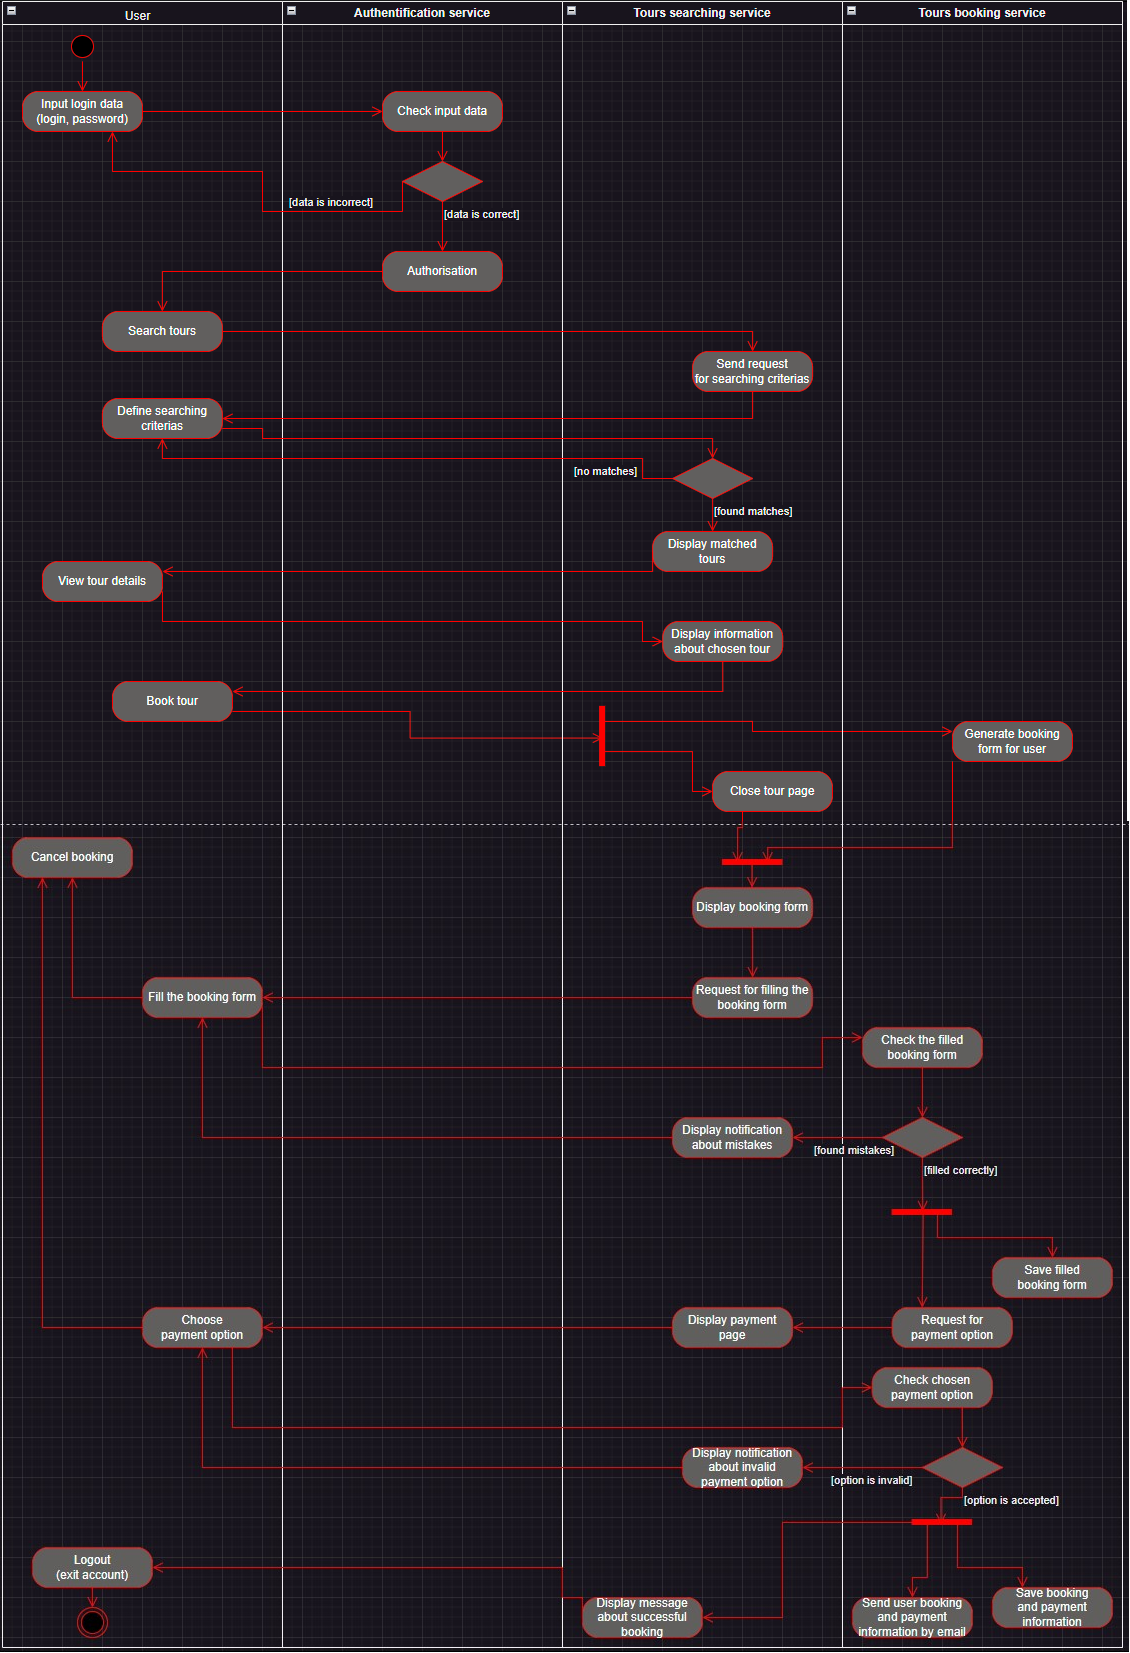 User
Authentification service
Tours searching service
Tours booking service
Input login data
(login, password)
Check input data
[data is incorrect]
[data is correct]
Authorisation
Search tours
Send request
for searching criterias
Define searching
criterias
[no matches]
[found matches]
Display matched
tours
View tour details
Display information
about chosen tour
Book tour
Generate booking
form for user
Close tour page
Cancel booking
Display booking form
Fill the booking form
Request for filling the
booking form
Check the filled
booking form
Display notification
about mistakes
[found mistakes]
[filled correctly]
Save filled
booking form
Choose
payment option
Display payment
page
Request for
payment option
Check chosen
payment option
Display notification
about invalid
payment option
[option is invalid]
[option is accepted]
Logout
(exit account)
Display message
about successful
booking
Send user booking
and payment
information by email
Save booking
and payment
information